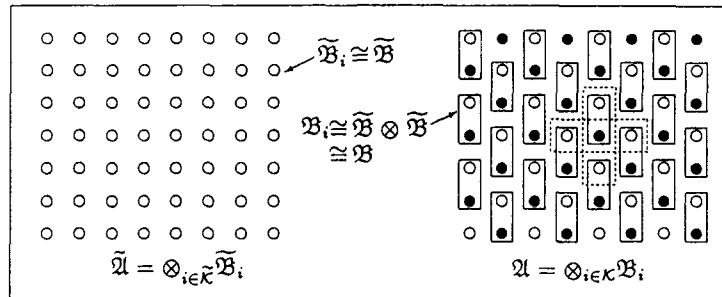 𝔅̃ᵢ ≅ 𝔅̃
𝔅ᵢ ≅ 𝔅̃ ⊗ 𝔅̃
≅ 𝔅
𝔄̃ = ⊗_{i∈𝒦̃} 𝔅̃ᵢ
𝔄 = ⊗_{i∈𝒦} 𝔅ᵢ